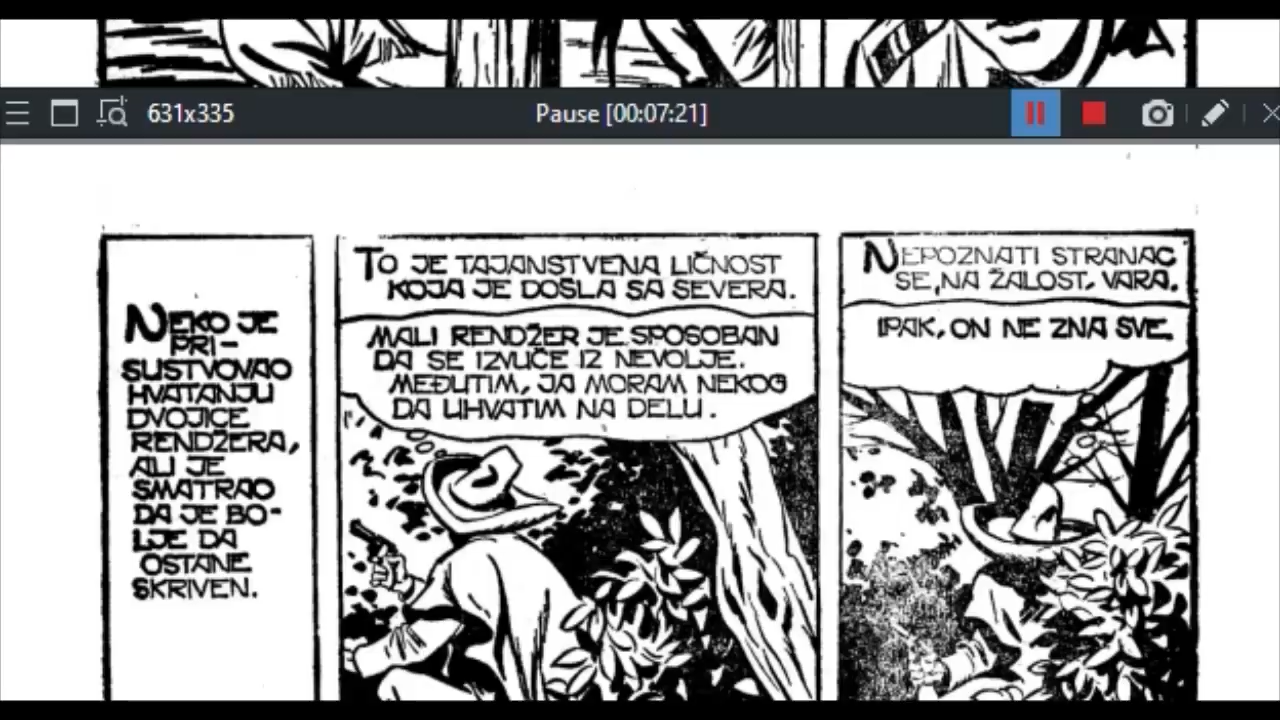 631x335
Pause [00:07:21]
NEKO JE
PRI-
SUSTVOVAO
HVATANJU
DVOJICE
RENDŽERA,
ALI JE
SMATRAO
DA JE BO-
LJE DA
OSTANE
SKRIVEN.
TO JE TAJANSTVENA LIČNOST
KOJA JE DOŠLA SA SEVERA.
MALI RENDŽER JE SPOSOBAN
DA SE IZVUČE IZ NEVOLJE.
MEĐUTIM, JA MORAM NEKOG
DA UHVATIM NA DELU.
NEPOZNATI STRANAC
SE, NA ŽALOST, VARA.
IPAK, ON NE ZNA SVE.